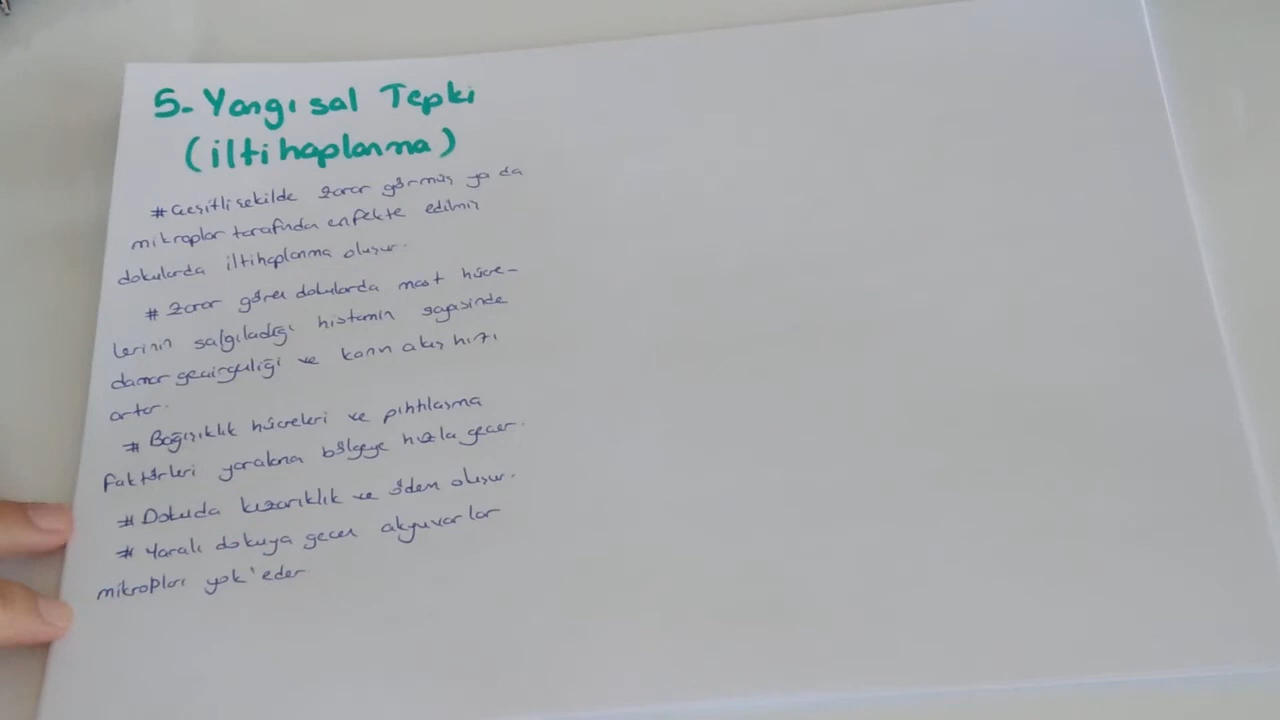 5- Yangısal Tepki
(iltihaplanma)
# Çeşitli şekilde zarar görmüş ya da
mikroplar tarafından enfekte edilmiş
dokularda iltihaplanma oluşur.
# Zarar gören dokularda mast hücre-
lerinin salgıladığı histamin sayesinde
damar geçirgenliği ve kanın akış hızı
artar.
# Bağışıklık hücreleri ve pıhtılaşma
faktörleri yaralanma bölgeye hızla geçer.
# Dokuda kızarıklık ve ödem oluşur.
# Yaralı dokuya geçen akyuvarlar
mikropları yok eder